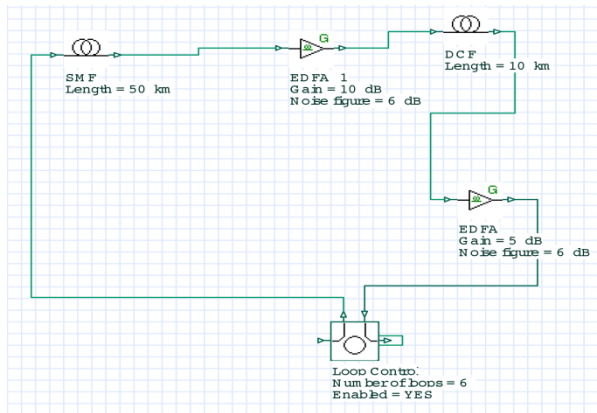 G
SMF
Length = 50 km
EDFA 1
Gain = 10 dB
Noise figure = 6 dB
DCF
Length = 10 km
G
EDFA
Gain = 5 dB
Noise figure = 6 dB
Loop Control
Number of loops = 6
Enabled = YES